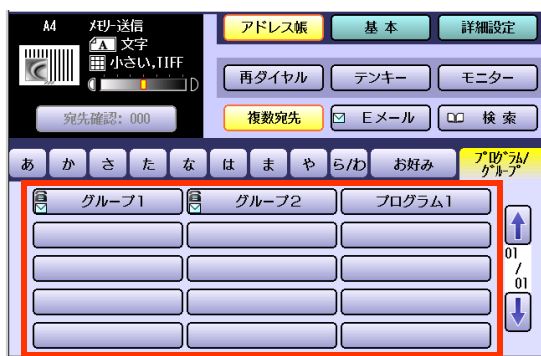 A4 ﾒﾓﾘｰ送信
A 文字
小さい,TIFF
D
宛先確認: 000
アドレス帳 基本 詳細設定
再ダイヤル テンキー モニター
複数宛先 Eメール 検索
あ か さ た な は ま や ら/わ お好み ﾌﾟﾛｸﾞﾗﾑ/
ｸﾞﾙｰﾌﾟ
グループ1 グループ2 プログラム1
01
/
01